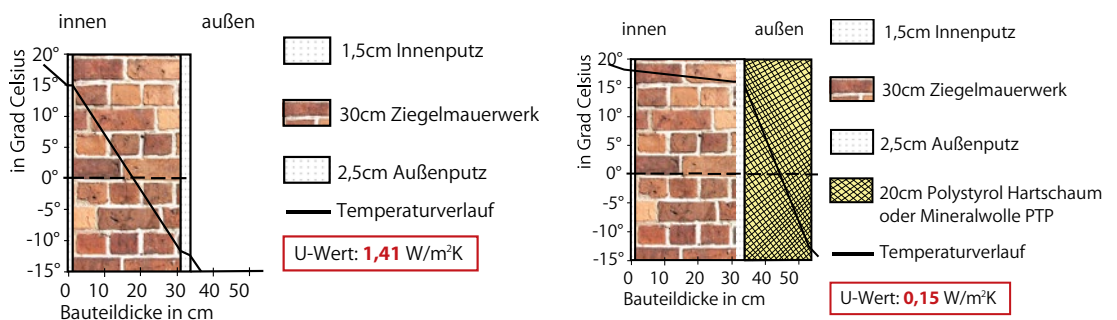 innen außen
in Grad Celsius
20°
15°
10°
5°
0°
-5°
-10°
-15°
0 10 20 30 40 50
Bauteildicke in cm
1,5cm Innenputz
30cm Ziegelmauerwerk
2,5cm Außenputz
Temperaturverlauf
U-Wert: 1,41 W/m²K
innen außen
in Grad Celsius
20°
15°
10°
5°
0°
-5°
-10°
-15°
0 10 20 30 40 50
Bauteildicke in cm
1,5cm Innenputz
30cm Ziegelmauerwerk
2,5cm Außenputz
20cm Polystyrol Hartschaum
oder Mineralwolle PTP
Temperaturverlauf
U-Wert: 0,15 W/m²K